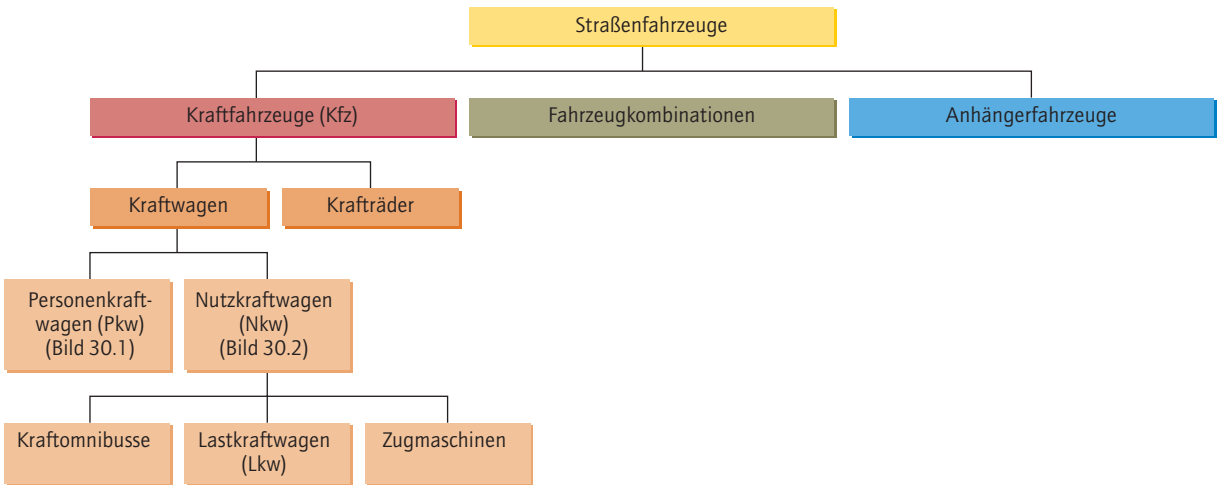 Straßenfahrzeuge
Kraftfahrzeuge (Kfz)
Fahrzeugkombinationen
Anhängerfahrzeuge
Kraftwagen
Krafträder
Personenkraft-
wagen (Pkw)
(Bild 30.1)
Nutzkraftwagen
(Nkw)
(Bild 30.2)
Kraftomnibusse
Lastkraftwagen
(Lkw)
Zugmaschinen